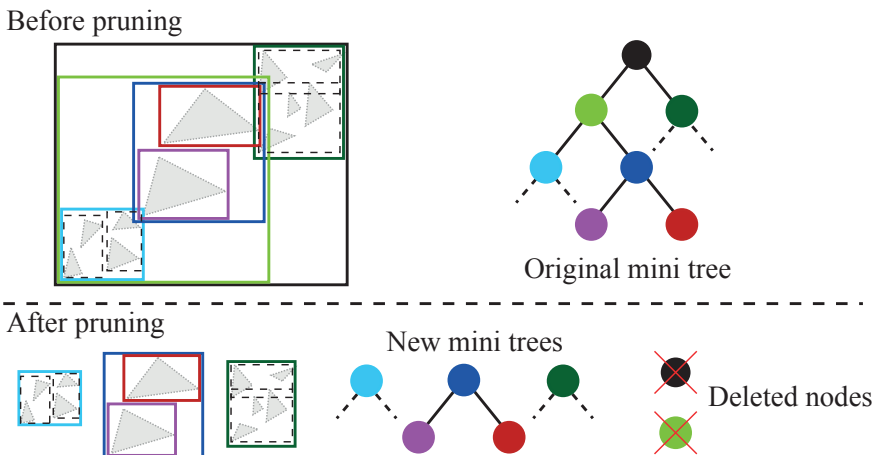 Before pruning
Original mini tree
After pruning
New mini trees
Deleted nodes